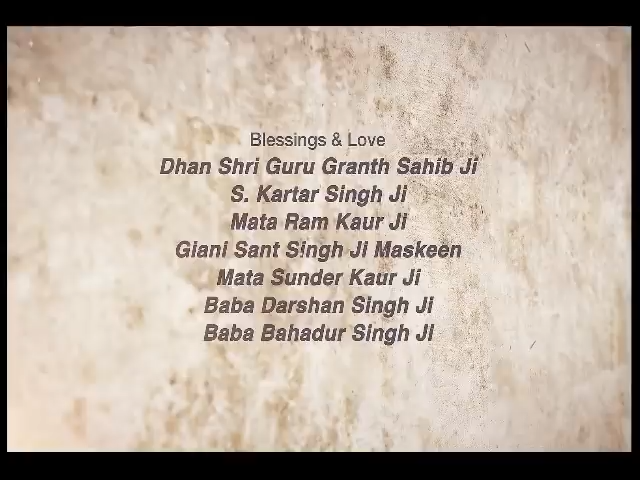 Blessings & Love
Dhan Shri Guru Granth Sahib Ji
S. Kartar Singh Ji
Mata Ram Kaur Ji
Giani Sant Singh Ji Maskeen
Mata Sunder Kaur Ji
Baba Darshan Singh Ji
Baba Bahadur Singh JI